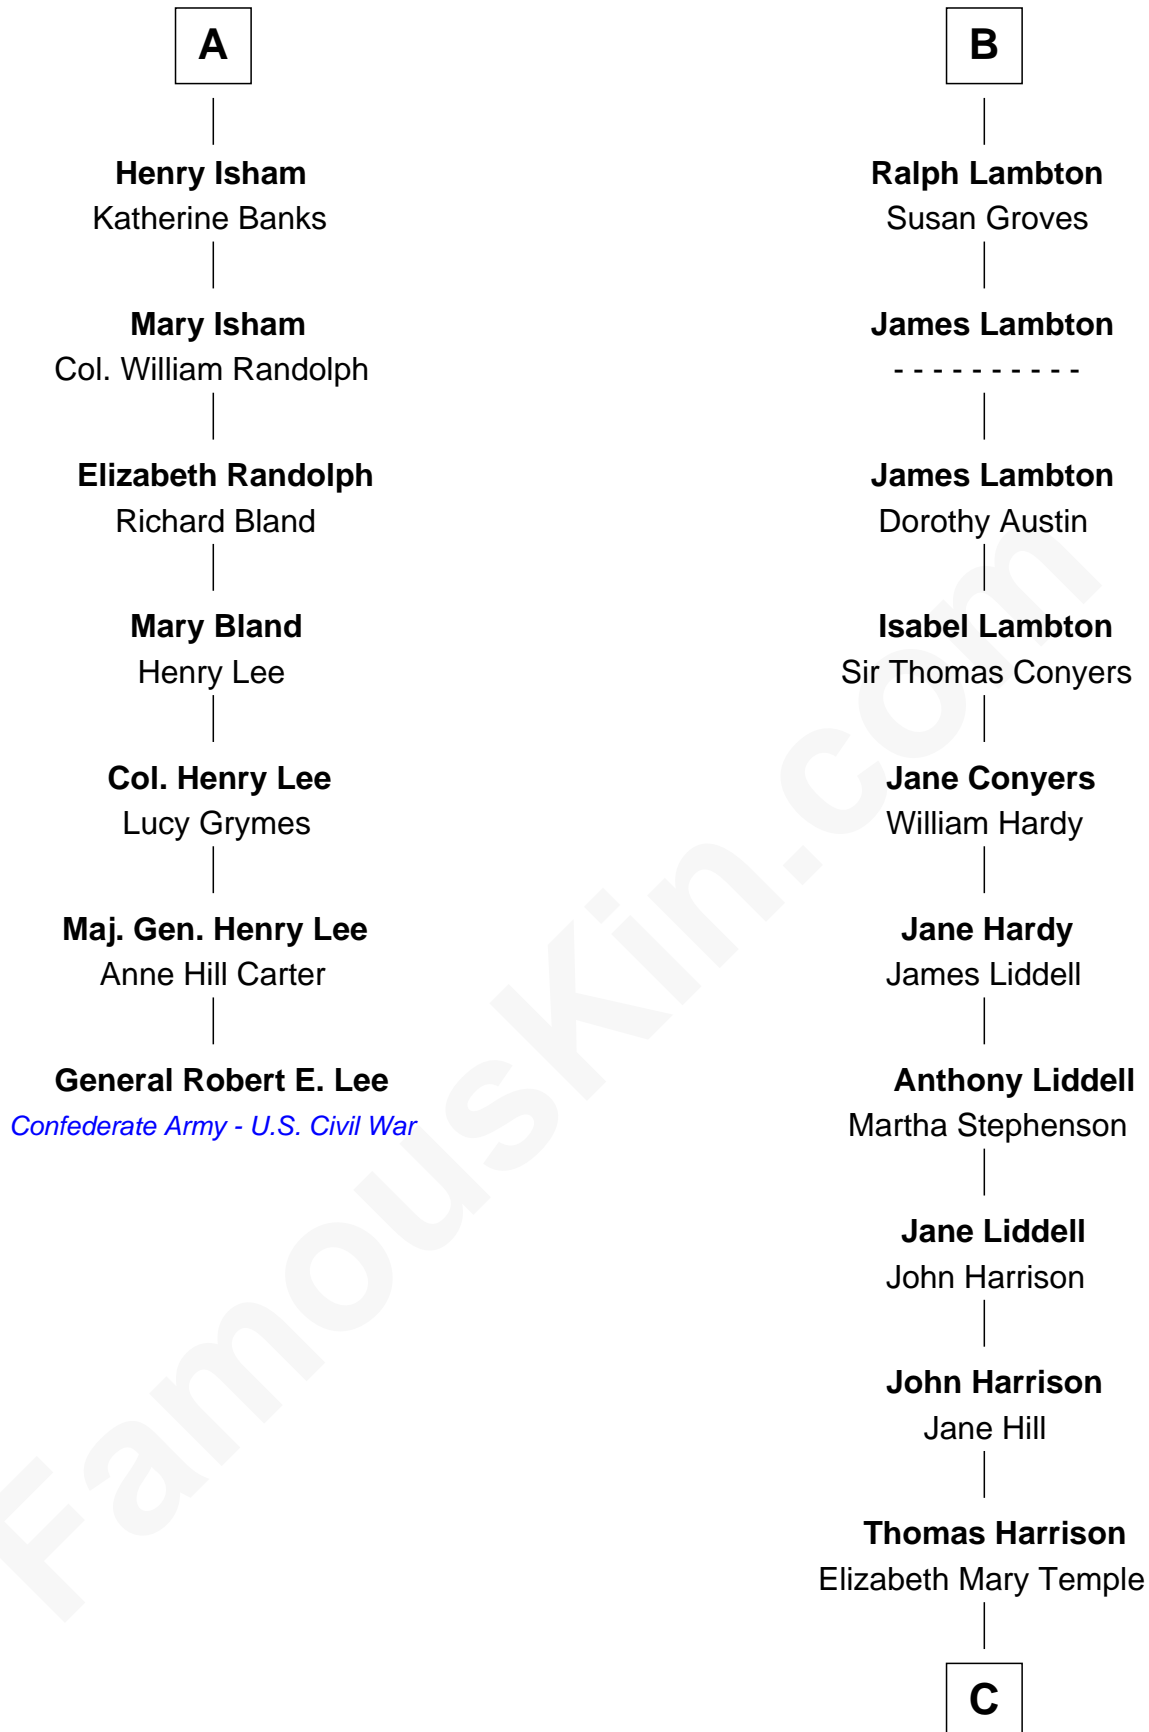 A
Henry Isham
Katherine Banks
Mary Isham
Col. William Randolph
Elizabeth Randolph
Richard Bland
Mary Bland
Henry Lee
Col. Henry Lee
Lucy Grymes
Maj. Gen. Henry Lee
Anne Hill Carter
General Robert E. Lee
Confederate Army - U.S. Civil War
B
Ralph Lambton
Susan Groves
James Lambton
- - - - - - - - - -
James Lambton
Dorothy Austin
Isabel Lambton
Sir Thomas Conyers
Jane Conyers
William Hardy
Jane Hardy
James Liddell
Anthony Liddell
Martha Stephenson
Jane Liddell
John Harrison
John Harrison
Jane Hill
Thomas Harrison
Elizabeth Mary Temple
C
FamousKin.com